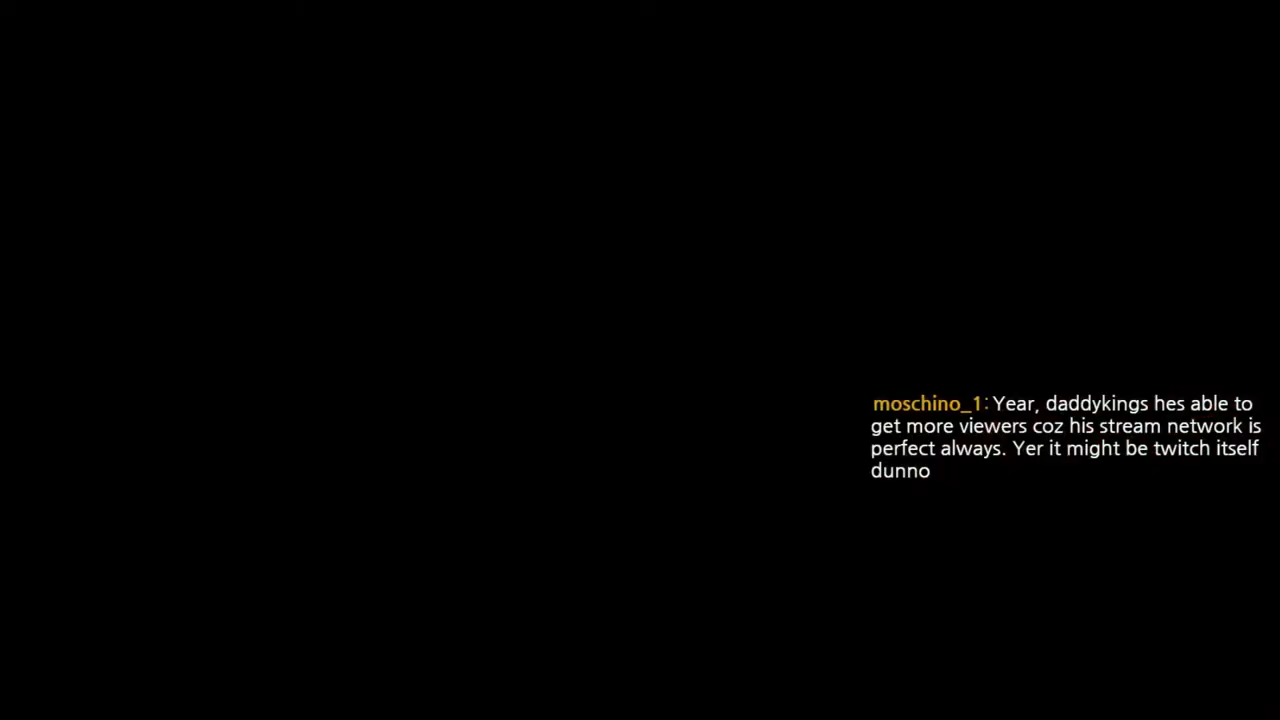 moschino_1: Year, daddykings hes able to
get more viewers coz his stream network is
perfect always. Yer it might be twitch itself
dunno